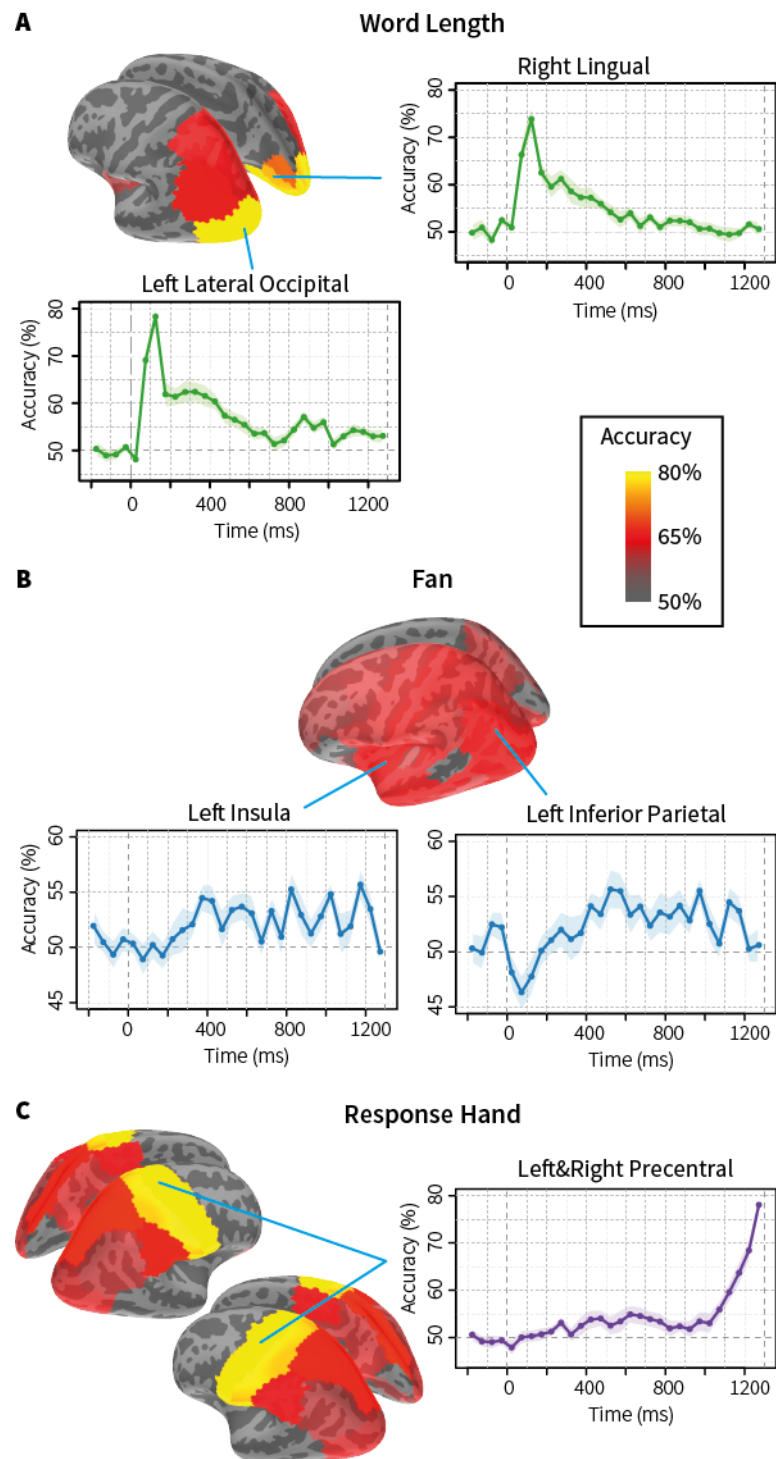 A
Word Length
Right Lingual
Accuracy (%)
80
70
60
50
0 400 800 1200
Time (ms)
Left Lateral Occipital
Accuracy (%)
80
70
60
50
0 400 800 1200
Time (ms)
Accuracy
80%
65%
50%
B
Fan
Left Insula
Accuracy (%)
60
55
50
45
0 400 800 1200
Time (ms)
Left Inferior Parietal
Accuracy (%)
60
55
50
45
0 400 800 1200
Time (ms)
C
Response Hand
Left&Right Precentral
Accuracy (%)
80
70
60
50
0 400 800 1200
Time (ms)